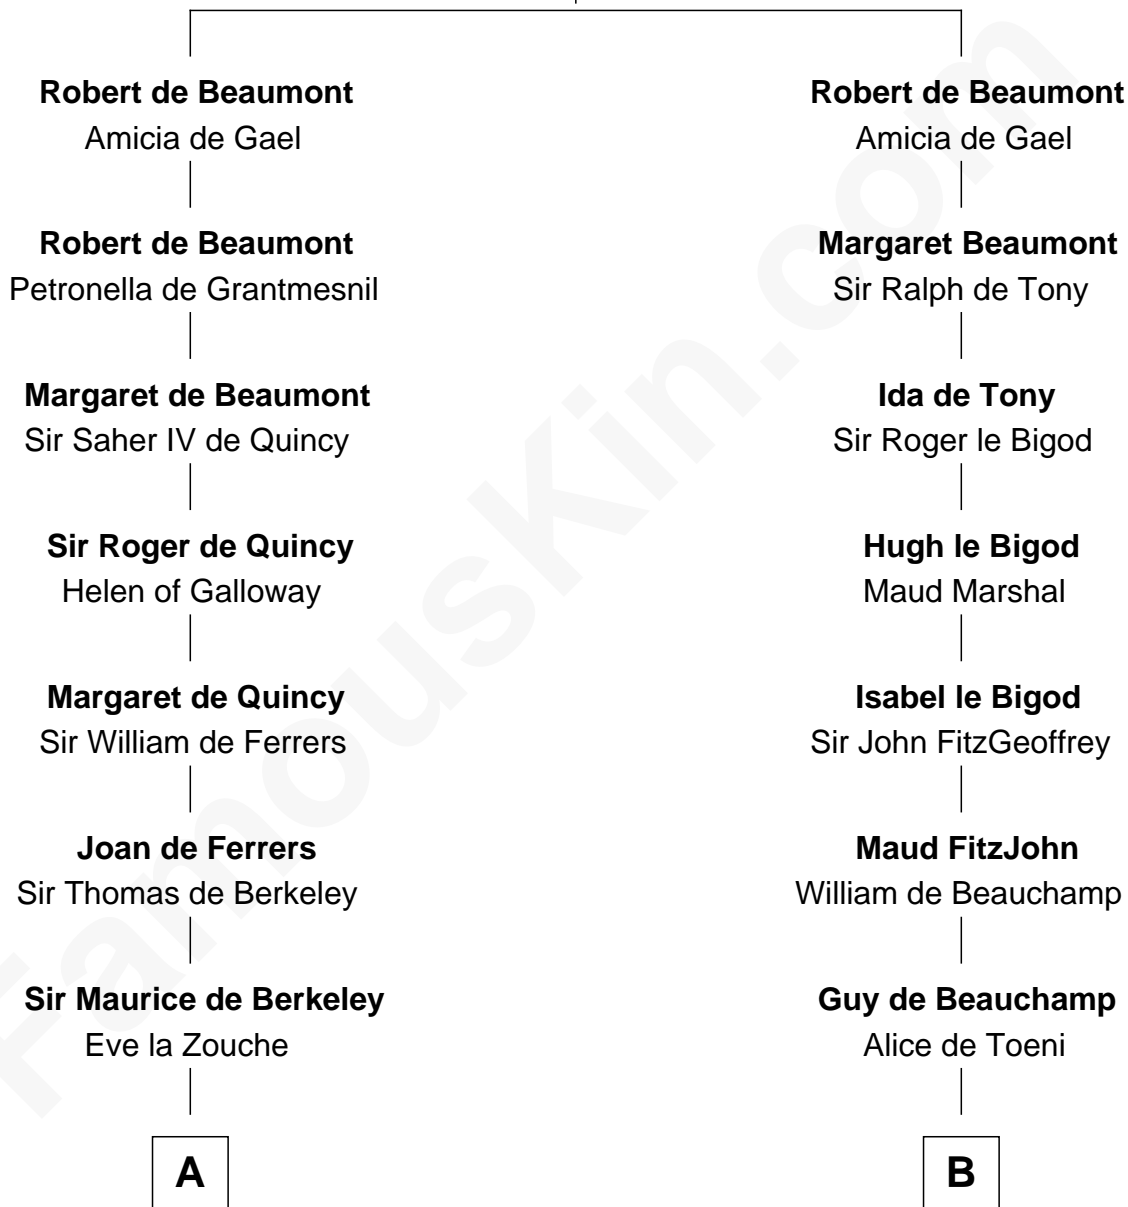 Robert de Beaumont
Amicia de Gael
Robert de Beaumont
Petronella de Grantmesnil
Margaret de Beaumont
Sir Saher IV de Quincy
Sir Roger de Quincy
Helen of Galloway
Margaret de Quincy
Sir William de Ferrers
Joan de Ferrers
Sir Thomas de Berkeley
Sir Maurice de Berkeley
Eve la Zouche
A
Robert de Beaumont
Amicia de Gael
Margaret Beaumont
Sir Ralph de Tony
Ida de Tony
Sir Roger le Bigod
Hugh le Bigod
Maud Marshal
Isabel le Bigod
Sir John FitzGeoffrey
Maud FitzJohn
William de Beauchamp
Guy de Beauchamp
Alice de Toeni
B
FamousKin.com